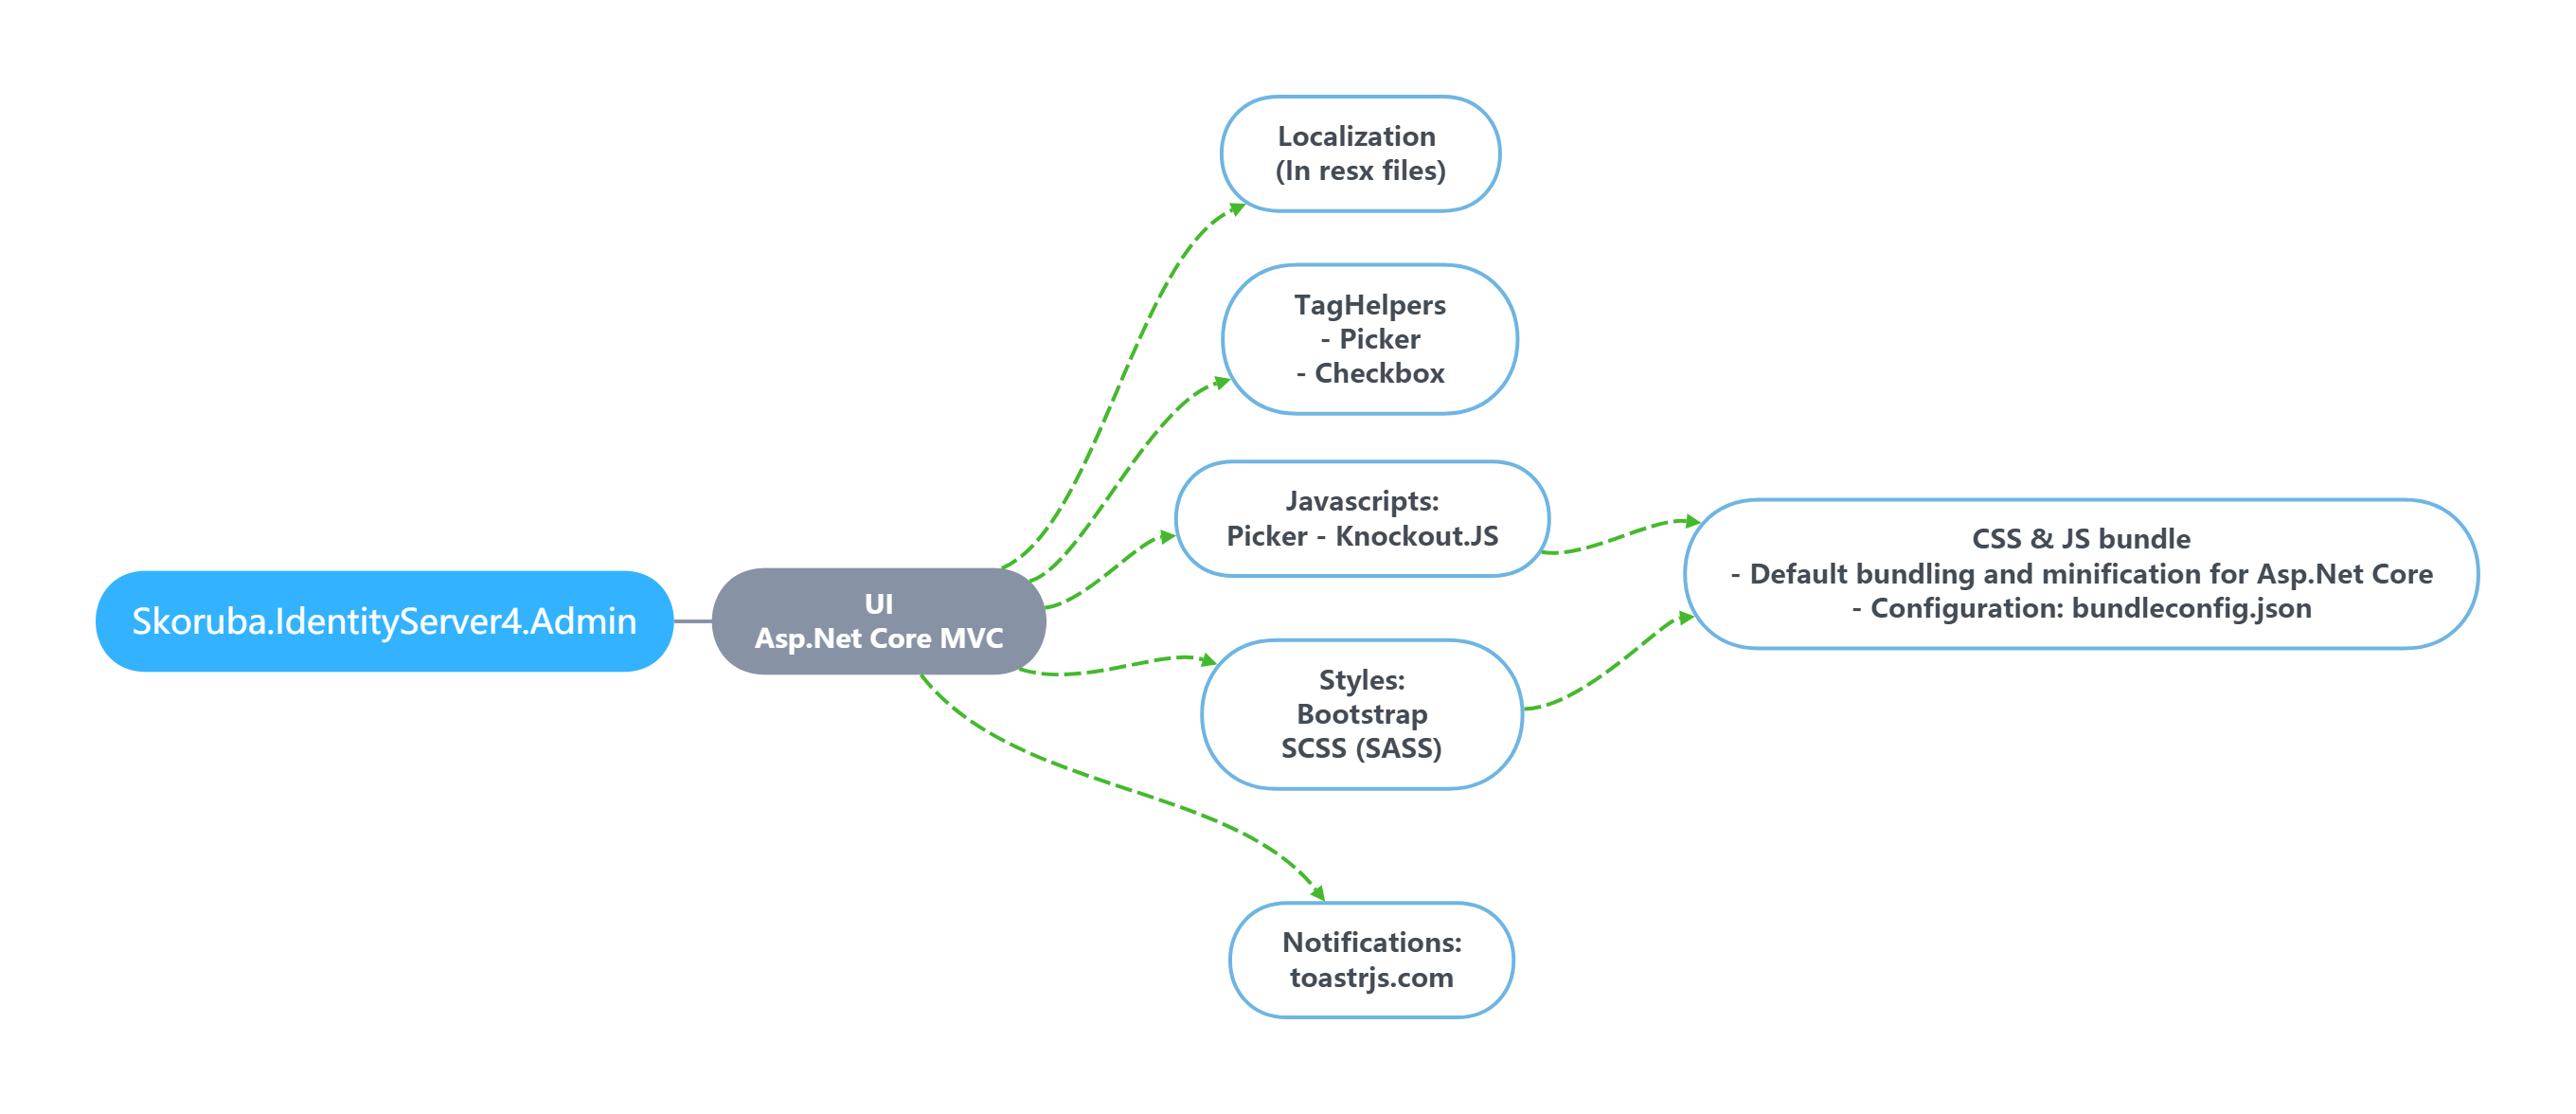 Skoruba.IdentityServer4.Admin
UI
Asp.Net Core MVC
Localization
(In resx files)
TagHelpers
- Picker
- Checkbox
Javascripts:
Picker - Knockout.JS
Styles:
Bootstrap
SCSS (SASS)
Notifications:
toastrjs.com
CSS & JS bundle
- Default bundling and minification for Asp.Net Core
- Configuration: bundleconfig.json